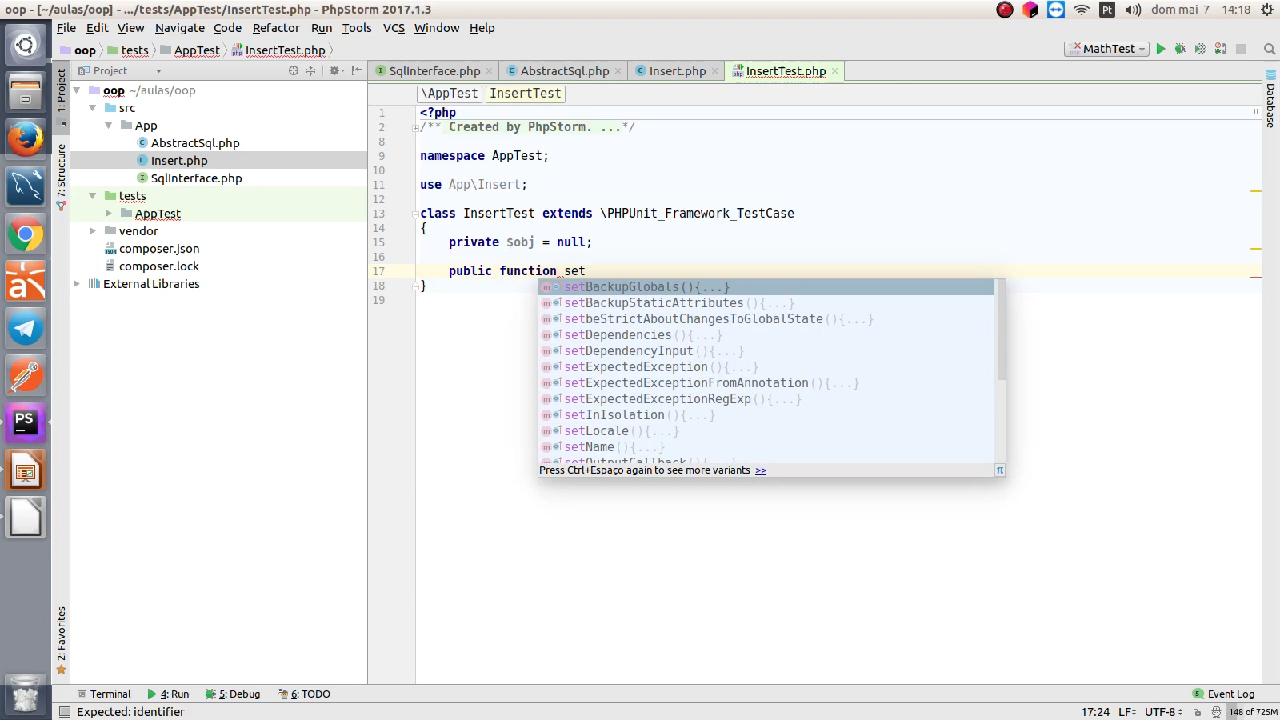 oop - [~/aulas/oop] - .../tests/AppTest/InsertTest.php - PhpStorm 2017.1.3
Pt
dom mai 7
14:18
File Edit View Navigate Code Refactor Run Tools VCS Window Help
oop tests AppTest InsertTest.php
MathTest
Project
SqlInterface.php AbstractSql.php Insert.php InsertTest.php
1: Project
Structure
2: Favorites
Database
oop ~/aulas/oop
src
App
AbstractSql.php
Insert.php
SqlInterface.php
tests
AppTest
vendor
composer.json
composer.lock
External Libraries
\AppTest InsertTest
1 <?php
2 /** Created by PhpStorm. ...*/
8
9 namespace AppTest;
10
11 use App\Insert;
12
13 class InsertTest extends \PHPUnit_Framework_TestCase
14 {
15 private $obj = null;
16
17 public function set
18 }
19
setBackupGlobals(){...}
setBackupStaticAttributes(){...}
setbeStrictAboutChangesToGlobalState(){...}
setDependencies(){...}
setDependencyInput(){...}
setExpectedException(){...}
setExpectedExceptionFromAnnotation(){...}
setExpectedExceptionRegExp(){...}
setInIsolation(){...}
setLocale(){...}
setName(){...}
setOutputCallback(){...}
Press Ctrl+Espaço again to see more variants >>
π
PS
Terminal 4: Run 5: Debug 6: TODO
Event Log
Expected: identifier
17:24 LF÷ UTF-8÷ 148 of 725M